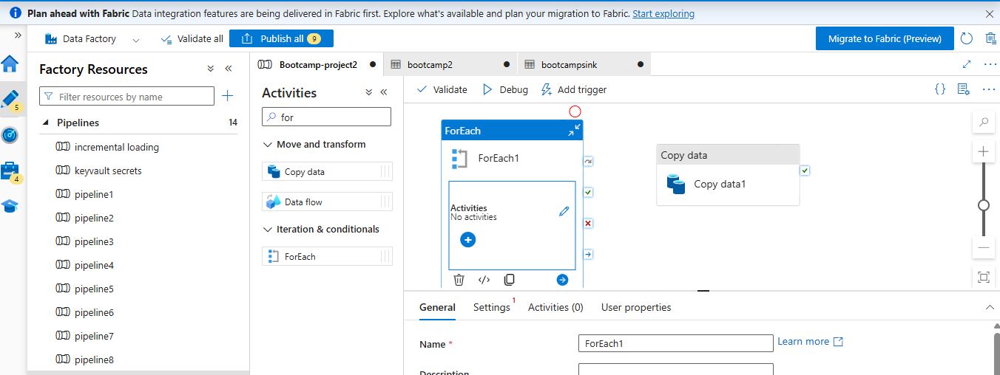 Plan ahead with Fabric Data integration features are being delivered in Fabric first. Explore what's available and plan your migration to Fabric. Start exploring
Data Factory
Validate all
Publish all 9
Migrate to Fabric (Preview)
5
4
Factory Resources
Filter resources by name
Pipelines 14
incremental loading
keyvault secrets
pipeline1
pipeline2
pipeline3
pipeline4
pipeline5
pipeline6
pipeline7
pipeline8
Bootcamp-project2
bootcamp2
bootcampsink
Activities
for
Move and transform
Copy data
Data flow
Iteration & conditionals
ForEach
Validate
Debug
Add trigger
ForEach
ForEach1
Activities
No activities
Copy data
Copy data1
General
Settings 1
Activities (0)
User properties
Name *
ForEach1
Learn more
Description